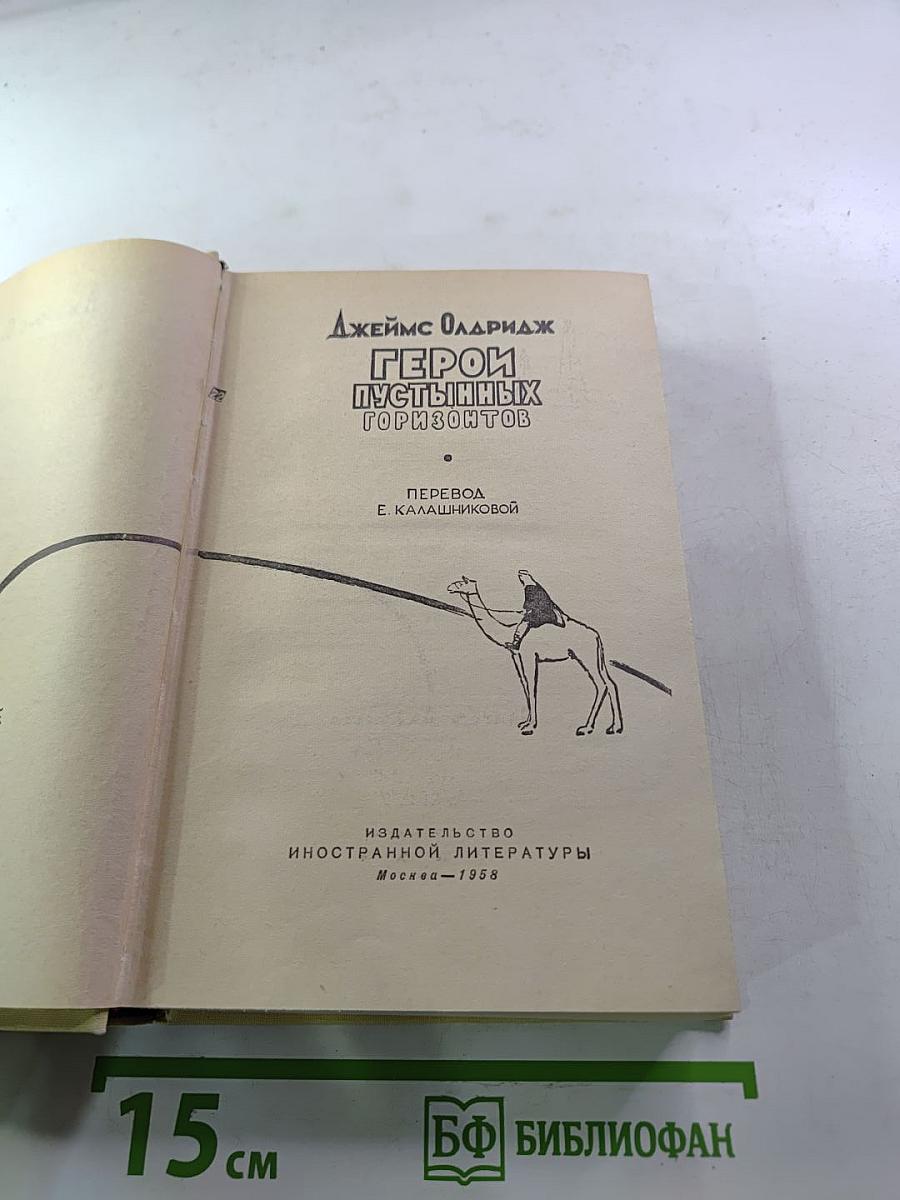 Джеймс Олдридж
ГЕРОИ
ПУСТЫННЫХ
ГОРИЗОНТОВ
ПЕРЕВОД
Е. КАЛАШНИКОВОЙ
ИЗДАТЕЛЬСТВО
ИНОСТРАННОЙ ЛИТЕРАТУРЫ
Москва — 1958
15 см
БФ БИБЛИОФАН